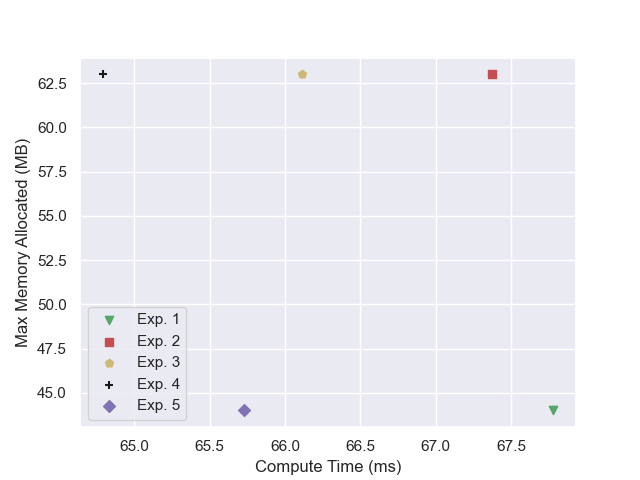 Max Memory Allocated (MB)
62.5
60.0
57.5
55.0
52.5
50.0
47.5
45.0
Exp. 1
Exp. 2
Exp. 3
Exp. 4
Exp. 5
65.0 65.5 66.0 66.5 67.0 67.5
Compute Time (ms)